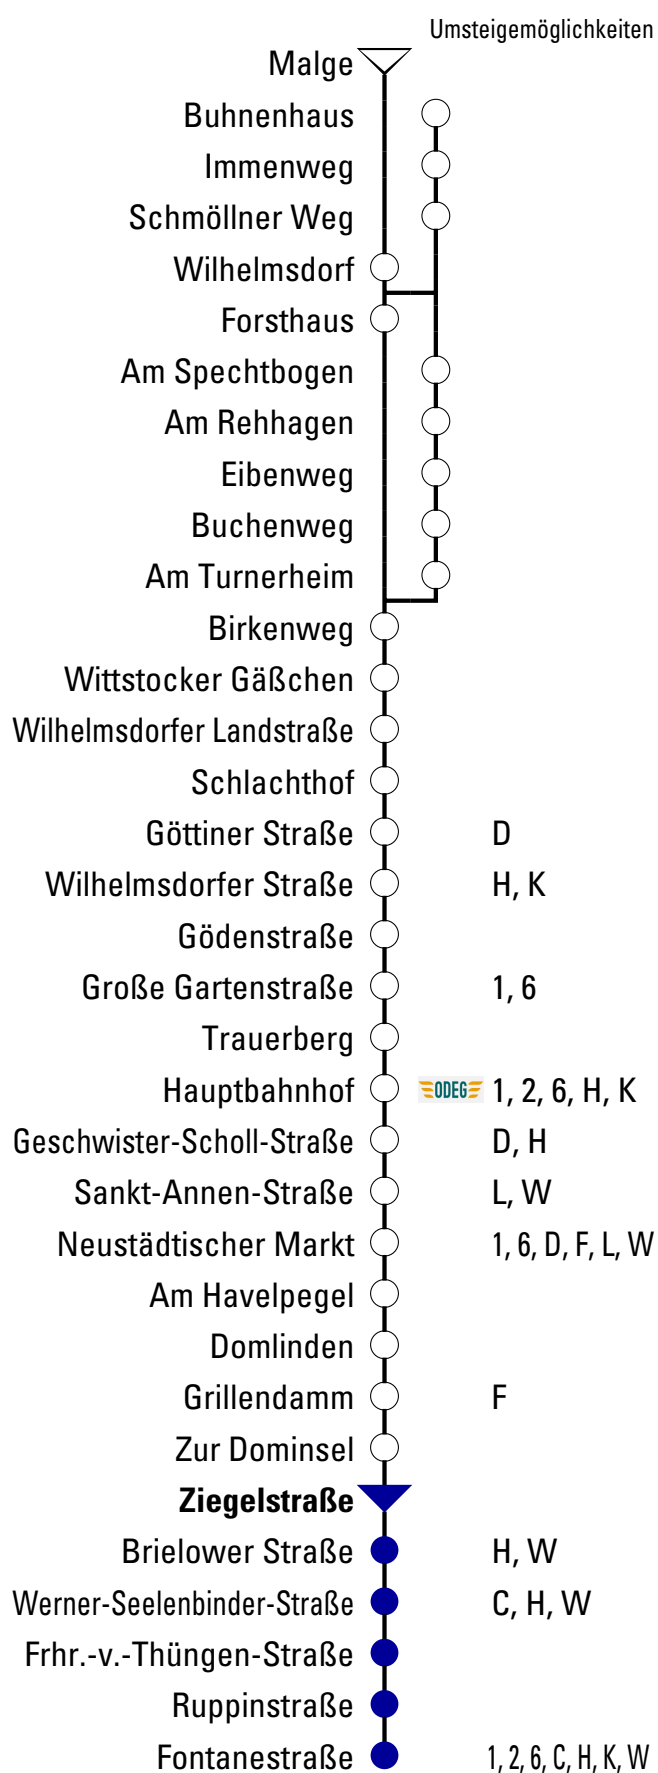 Umsteigemöglichkeiten
Malge
Buhnenhaus
Immenweg
Schmöllner Weg
Wilhelmsdorf
Forsthaus
Am Spechtbogen
Am Rehhagen
Eibenweg
Buchenweg
Am Turnerheim
Birkenweg
Wittstocker Gäßchen
Wilhelmsdorfer Landstraße
Schlachthof
Göttiner Straße D
Wilhelmsdorfer Straße H, K
Gödenstraße
Große Gartenstraße 1, 6
Trauerberg
Hauptbahnhof ODEG 1, 2, 6, H, K
Geschwister-Scholl-Straße D, H
Sankt-Annen-Straße L, W
Neustädtischer Markt 1, 6, D, F, L, W
Am Havelpegel
Domlinden
Grillendamm F
Zur Dominsel
Ziegelstraße
Brielower Straße H, W
Werner-Seelenbinder-Straße C, H, W
Frhr.-v.-Thüngen-Straße
Ruppinstraße
Fontanestraße 1, 2, 6, C, H, K, W